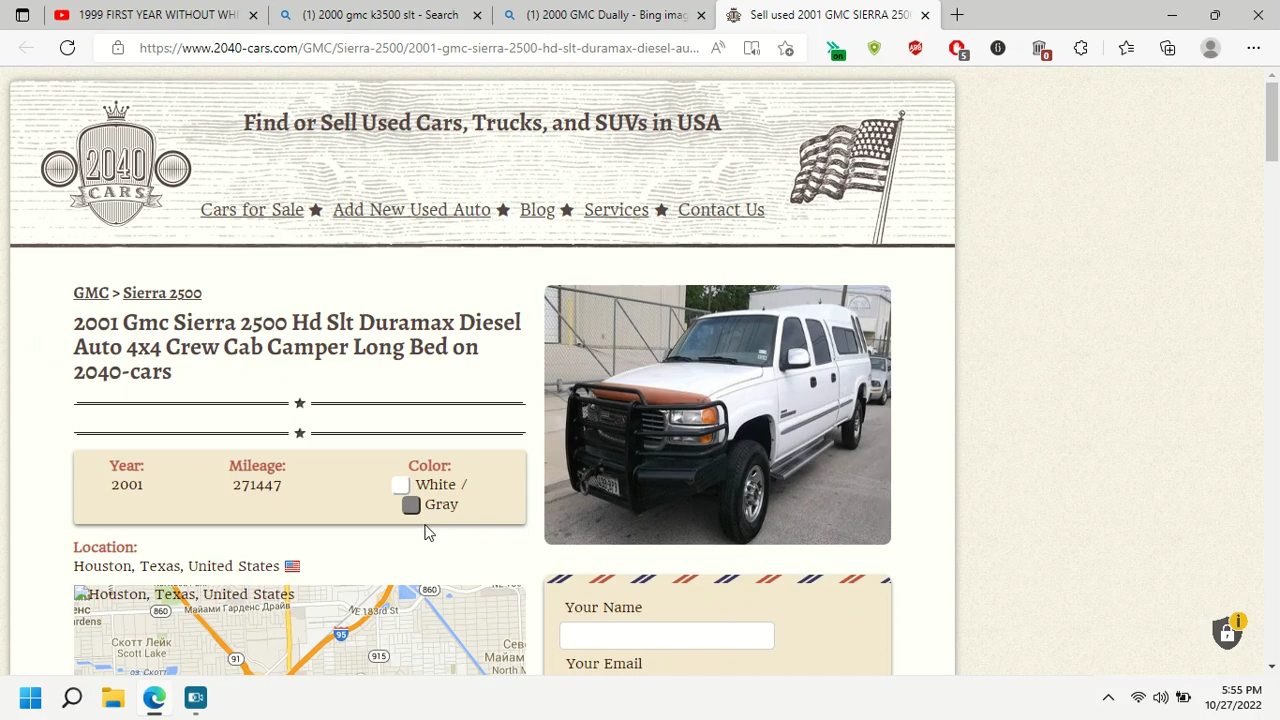 1999 FIRST YEAR WITHOUT WH
(1) 2000 gmc k3500 slt - Search
(1) 2000 GMC Dually - Bing imag
Sell used 2001 GMC SIERRA 250
https://www.2040-cars.com/GMC/Sierra-2500/2001-gmc-sierra-2500-hd-slt-duramax-diesel-au...
on
5
0
2040
CARS
Find or Sell Used Cars, Trucks, and SUVs in USA
Cars for Sale ★ Add New Used Auto ★ Blog ★ Services ★ Contact Us
GMC > Sierra 2500
2001 Gmc Sierra 2500 Hd Slt Duramax Diesel
Auto 4x4 Crew Cab Camper Long Bed on
2040-cars
Year:
2001
Mileage:
271447
Color:
White /
Gray
Location:
Houston, Texas, United States
Houston, Texas, United States
860
860
Майами Гарденс Драйв
NE 183rd St
95
Скотт Лейк
Scott Lake
91
915
Your Name
Your Email
5:55 PM
10/27/2022